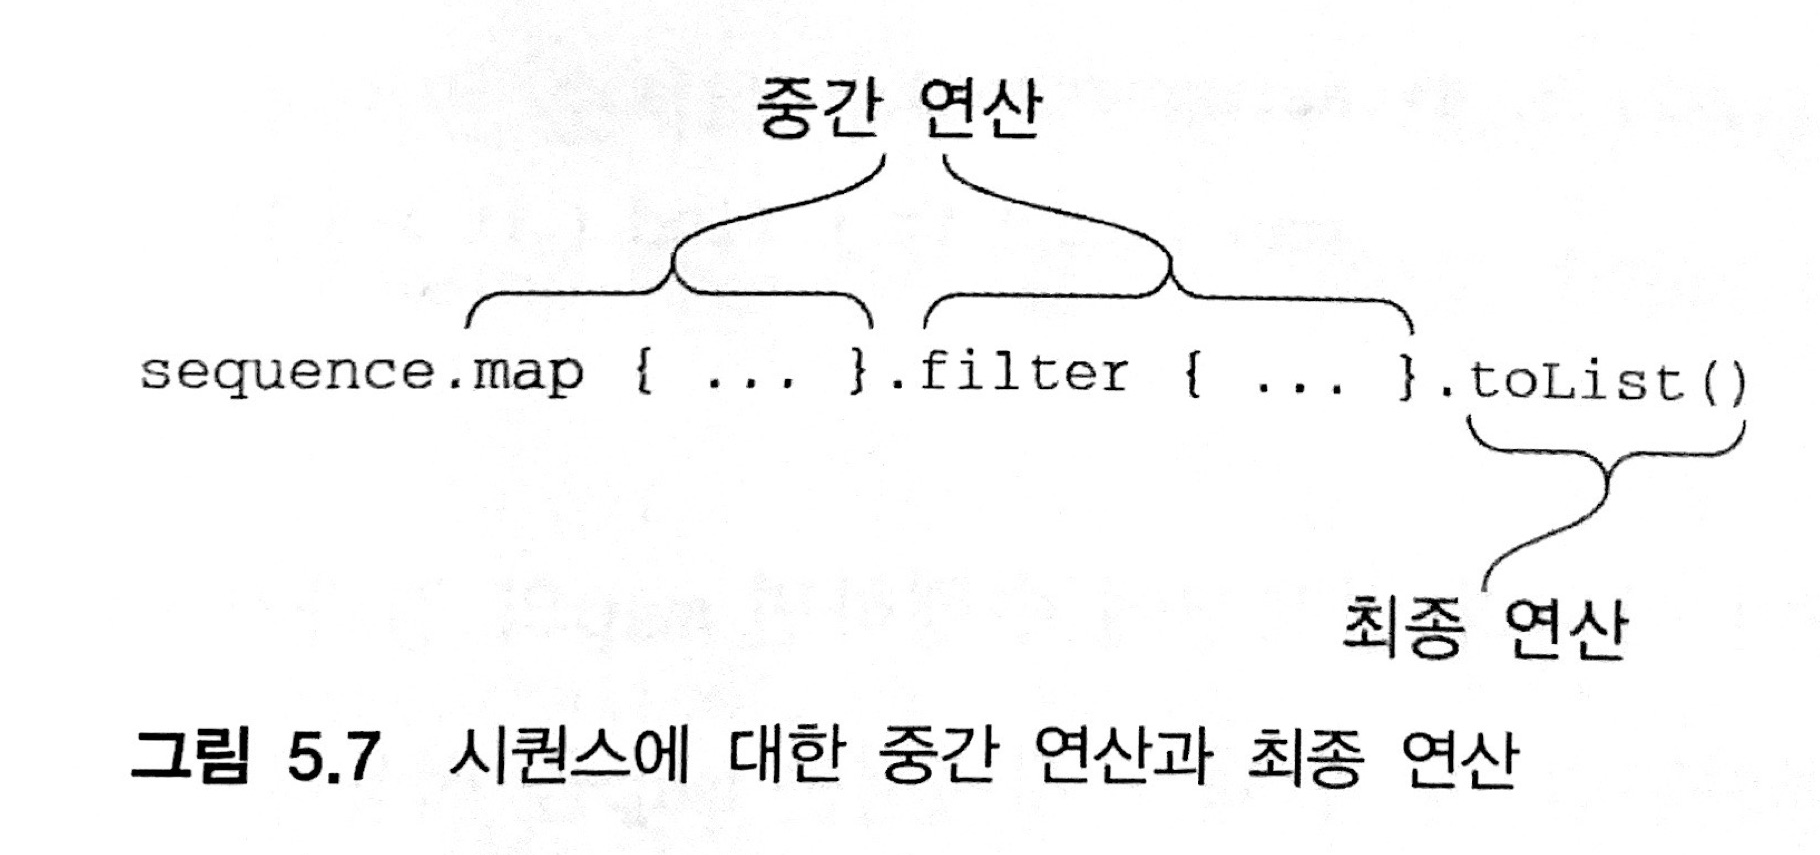 중간 연산
sequence.map { ... }.filter { ... }.toList()
최종 연산
그림 5.7 시퀀스에 대한 중간 연산과 최종 연산